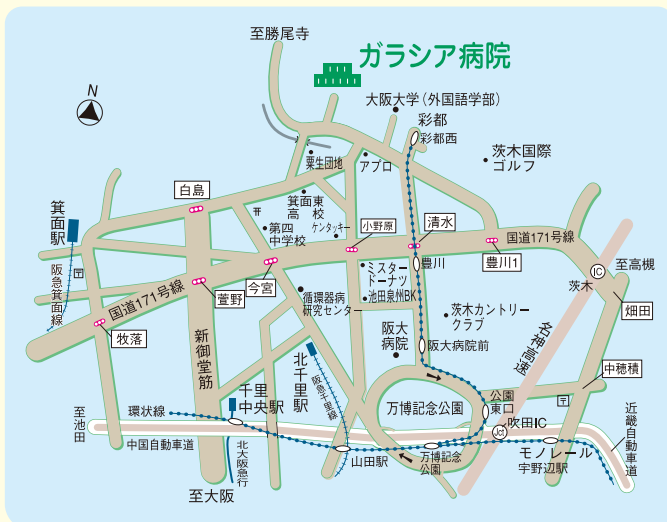 至勝尾寺
ガラシア病院
N
大阪大学(外国語学部)
彩都
彩都西
粟生団地
アプロ
茨木国際
ゴルフ
白島
箕面東
高校
箕面駅
第四
中学校
ケンタッキー
小野原
清水
国道171号線
豊川1
豊川
ミスター
ドーナツ
池田泉州BK
今宮
萱野
阪急箕面線
国道171号線
牧落
循環器病
研究センター
IC
茨木
至高槻
畑田
茨木カントリー
クラブ
阪大
病院
阪大病院前
名神高速
新御堂筋
北千里駅
阪急千里線
中穂積
千里
中央駅
環状線
至池田
中国自動車道
北大阪急行
至大阪
万博記念公園
公園
東口
吹田IC
Jct
山田駅
万博記念
公園
モノレール
宇野辺駅
近畿自動車道